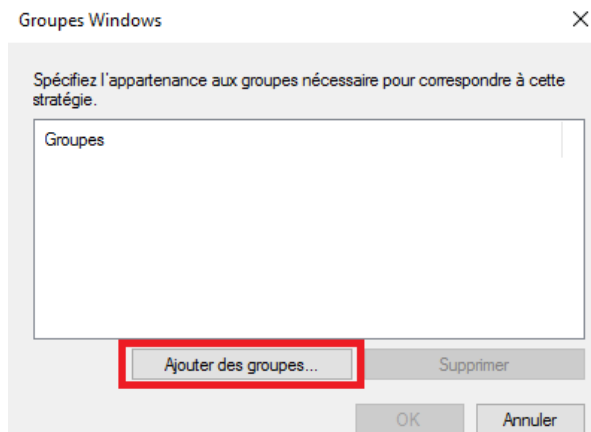 Groupes Windows
Spécifiez l'appartenance aux groupes nécessaire pour correspondre à cette
stratégie.
Groupes
Ajouter des groupes...
Supprimer
OK
Annuler